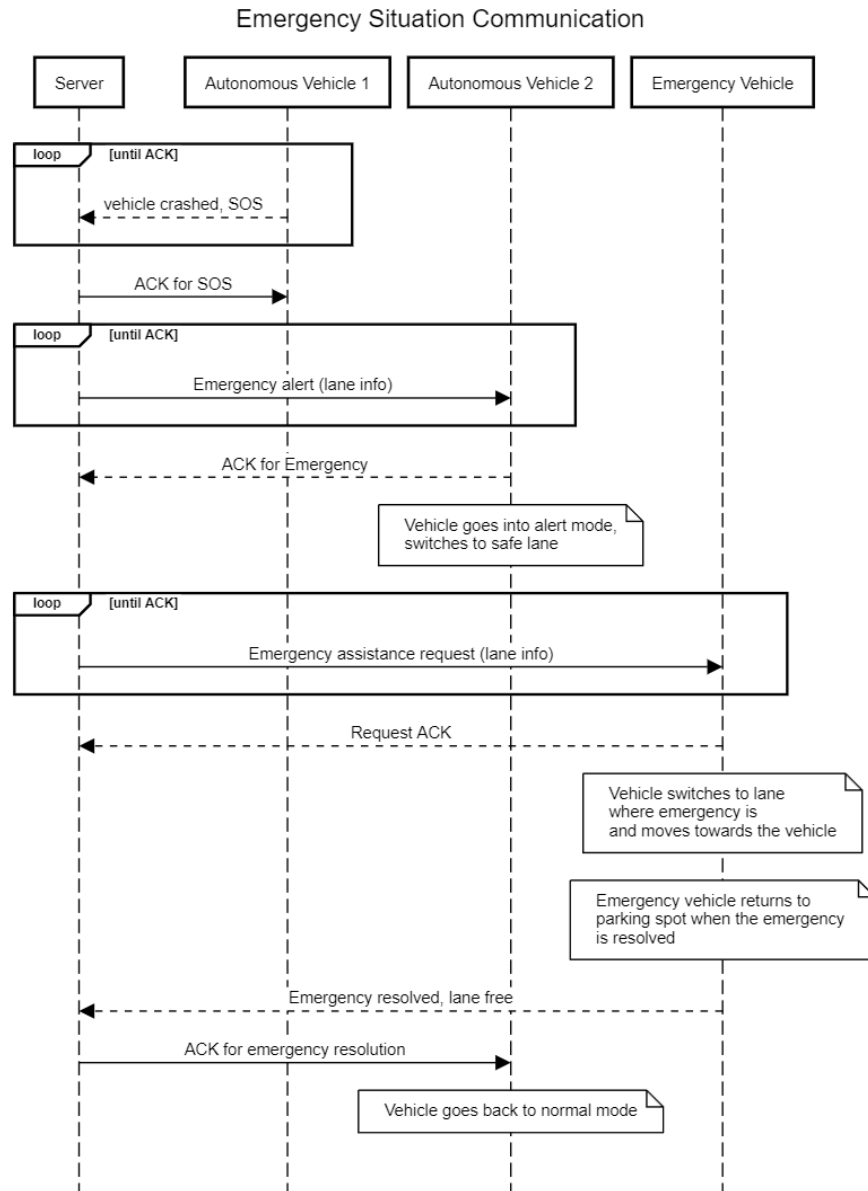 Emergency Situation Communication
Server
Autonomous Vehicle 1
Autonomous Vehicle 2
Emergency Vehicle
loop
[until ACK]
vehicle crashed, SOS
ACK for SOS
loop
[until ACK]
Emergency alert (lane info)
ACK for Emergency
Vehicle goes into alert mode,
switches to safe lane
loop
[until ACK]
Emergency assistance request (lane info)
Request ACK
Vehicle switches to lane
where emergency is
and moves towards the vehicle
Emergency vehicle returns to
parking spot when the emergency
is resolved
Emergency resolved, lane free
ACK for emergency resolution
Vehicle goes back to normal mode